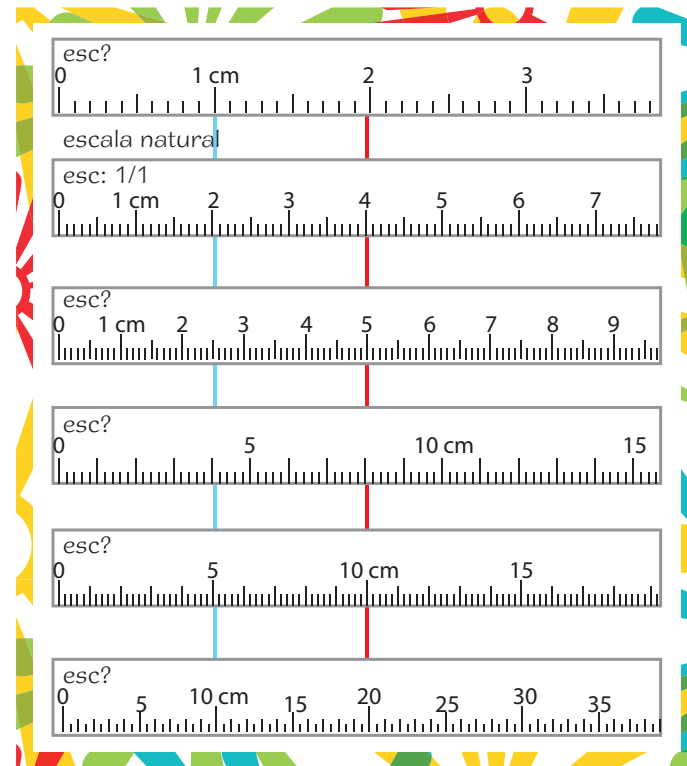 esc?
0 1 cm 2 3
escala natural
esc: 1/1
0 1 cm 2 3 4 5 6 7
esc?
0 1 cm 2 3 4 5 6 7 8 9
esc?
0 5 10 cm 15
esc?
0 5 10 cm 15
esc?
0 5 10 cm 15 20 25 30 35